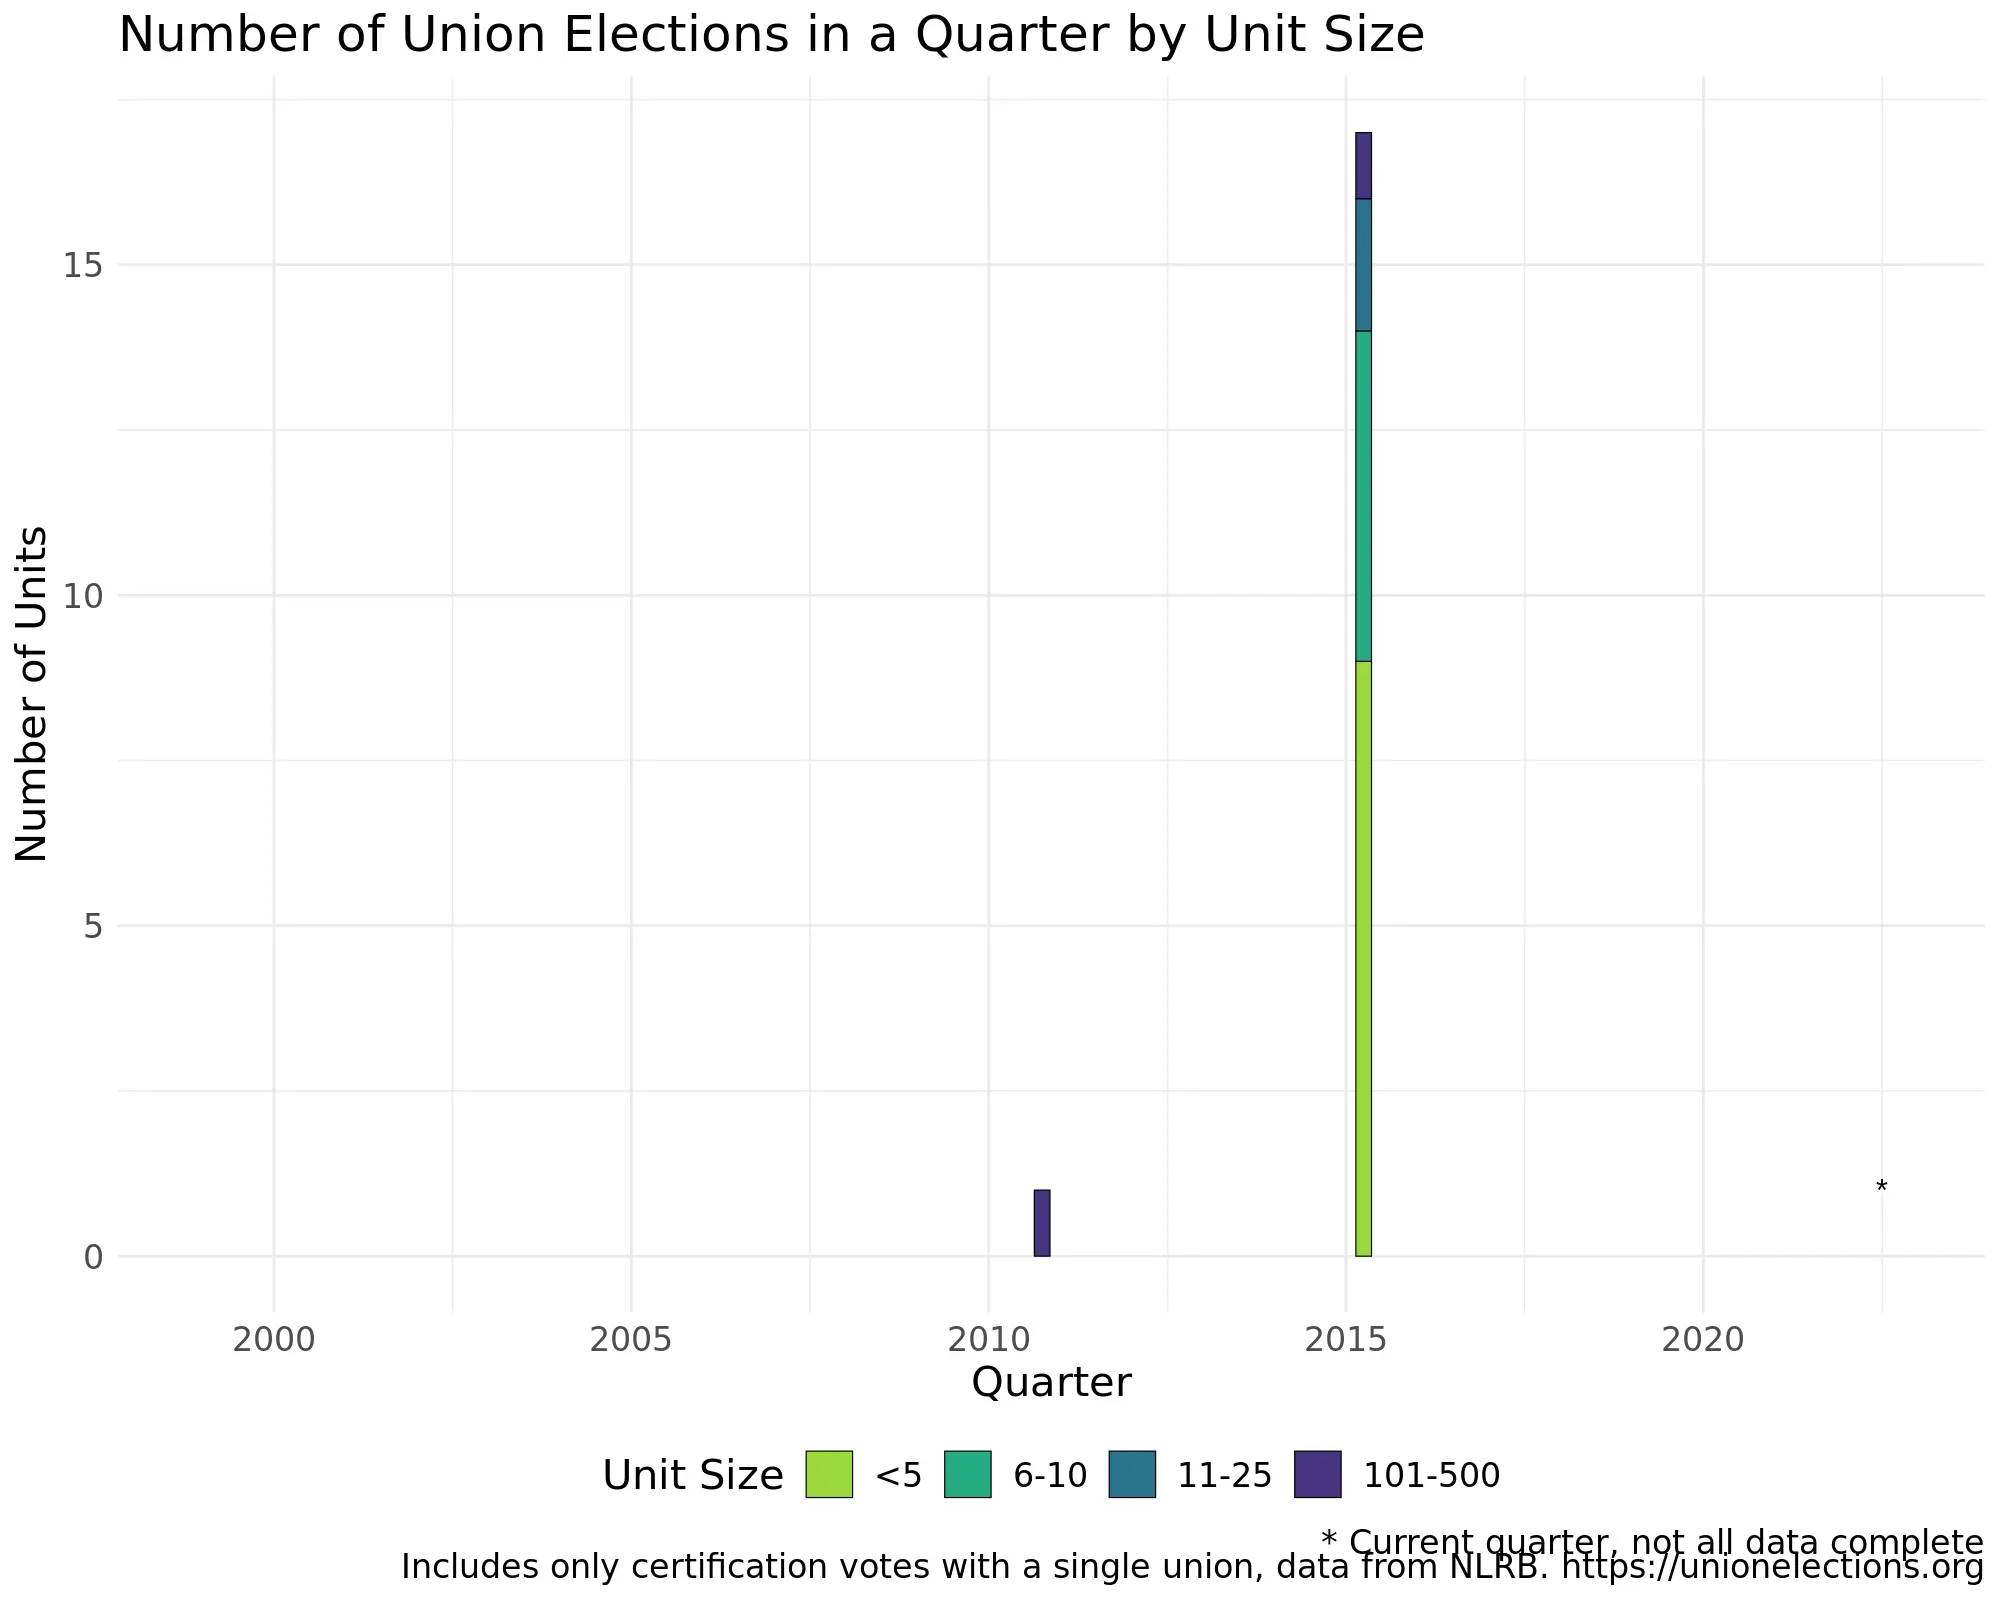 Number of Union Elections in a Quarter by Unit Size
Number of Units
15
10
5
0
*
2000 2005 2010 2015 2020
Quarter
Unit Size <5 6-10 11-25 101-500
* Current quarter, not all data complete
Includes only certification votes with a single union, data from NLRB. https://unionelections.org